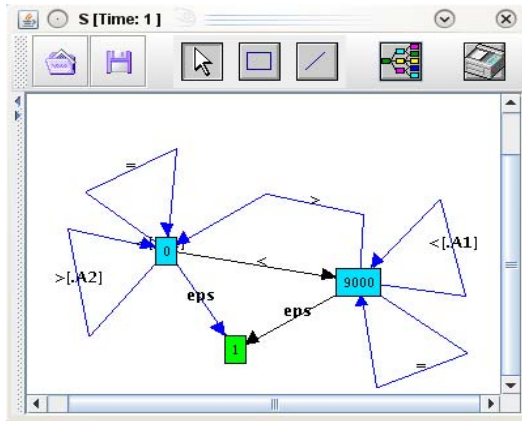 S [Time: 1 ]
=
>
>[.A2]
0
<
<[.A1]
9000
eps
eps
1
=